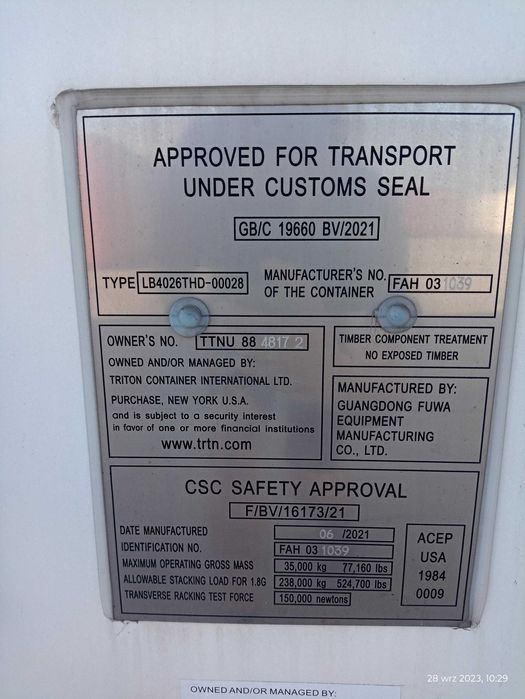 APPROVED FOR TRANSPORT
UNDER CUSTOMS SEAL
GB/C 19660 BV/2021
TYPE LB4026THD-00028
MANUFACTURER'S NO.
OF THE CONTAINER FAH 03 1039
OWNER'S NO. TTNU 88 4817 2
OWNED AND/OR MANAGED BY:
TRITON CONTAINER INTERNATIONAL LTD.
PURCHASE, NEW YORK U.S.A.
and is subject to a security interest
in favor of one or more financial institutions
www.trtn.com
TIMBER COMPONENT TREATMENT
NO EXPOSED TIMBER
MANUFACTURED BY:
GUANGDONG FUWA
EQUIPMENT
MANUFACTURING
CO., LTD.
CSC SAFETY APPROVAL
F/BV/16173/21
DATE MANUFACTURED 06 /2021
IDENTIFICATION NO. FAH 03 1039
MAXIMUM OPERATING GROSS MASS 35,000 kg 77,160 lbs
ALLOWABLE STACKING LOAD FOR 1.8G 238,000 kg 524,700 lbs
TRANSVERSE RACKING TEST FORCE 150,000 newtons
ACEP
USA
1984
0009
28 wrz 2023, 10:29
OWNED AND/OR MANAGED BY: